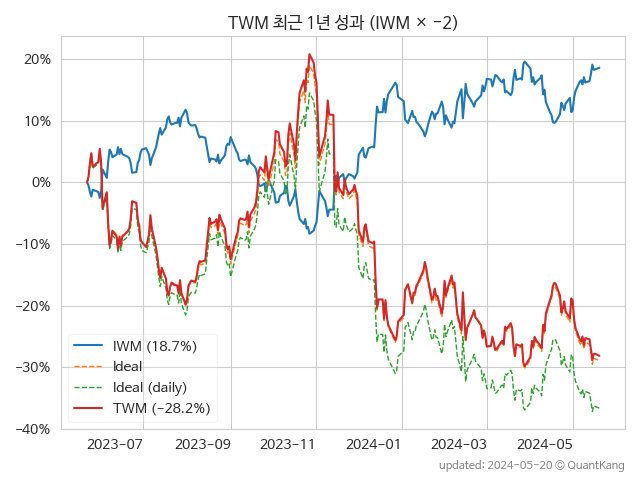 TWM 최근 1년 성과 (IWM × −2)
20%
10%
0%
−10%
−20%
−30%
−40%
IWM (18.7%)
Ideal
Ideal (daily)
TWM (−28.2%)
2023−07
2023−09
2023−11
2024−01
2024−03
2024−05
updated: 2024−05−20 © QuantKang